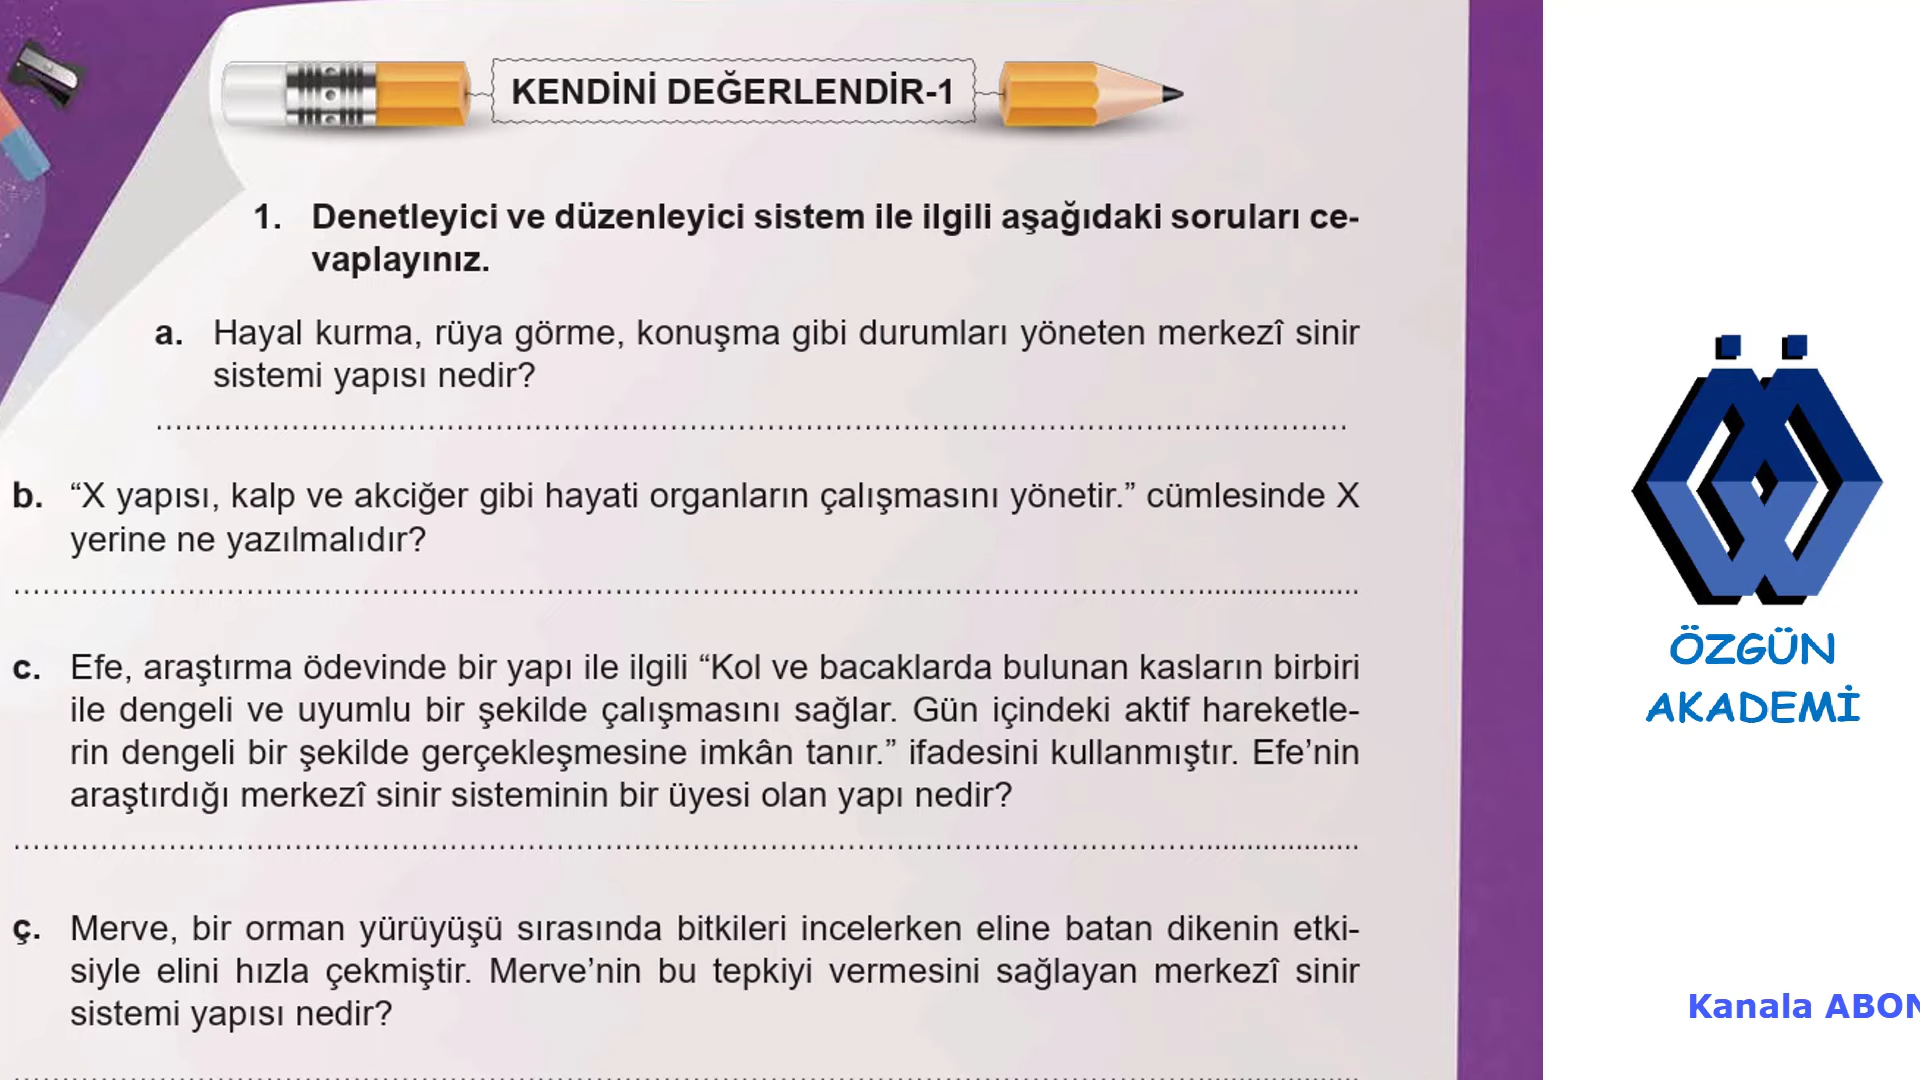 KENDİNİ DEĞERLENDİR-1
1. Denetleyici ve düzenleyici sistem ile ilgili aşağıdaki soruları ce-
vaplayınız.
a. Hayal kurma, rüya görme, konuşma gibi durumları yöneten merkezî sinir
sistemi yapısı nedir?
b. “X yapısı, kalp ve akciğer gibi hayati organların çalışmasını yönetir.” cümlesinde X
yerine ne yazılmalıdır?
c. Efe, araştırma ödevinde bir yapı ile ilgili “Kol ve bacaklarda bulunan kasların birbiri
ile dengeli ve uyumlu bir şekilde çalışmasını sağlar. Gün içindeki aktif hareketle-
rin dengeli bir şekilde gerçekleşmesine imkân tanır.” ifadesini kullanmıştır. Efe’nin
araştırdığı merkezî sinir sisteminin bir üyesi olan yapı nedir?
ç. Merve, bir orman yürüyüşü sırasında bitkileri incelerken eline batan dikenin etki-
siyle elini hızla çekmiştir. Merve’nin bu tepkiyi vermesini sağlayan merkezî sinir
sistemi yapısı nedir?
ÖZGÜN
AKADEMİ
Kanala ABON